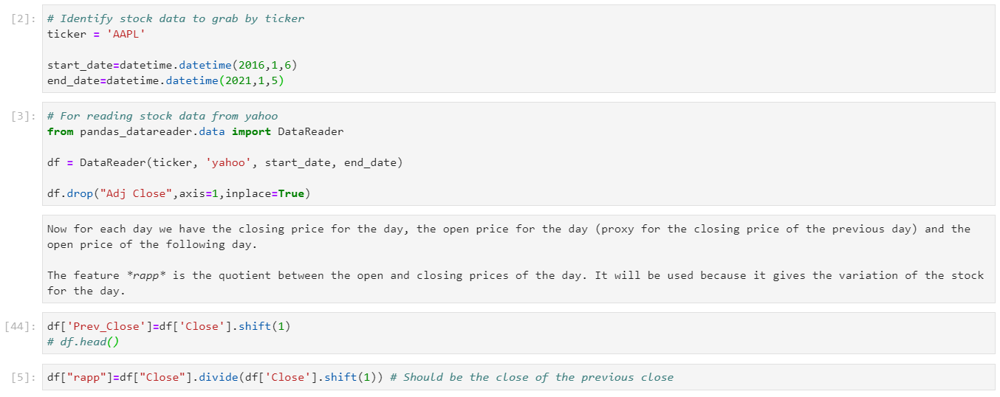 [2]: # Identify stock data to grab by ticker
ticker = 'AAPL'
start_date=datetime.datetime(2016,1,6)
end_date=datetime.datetime(2021,1,5)
[3]: # For reading stock data from yahoo
from pandas_datareader.data import DataReader
df = DataReader(ticker, 'yahoo', start_date, end_date)
df.drop("Adj Close",axis=1,inplace=True)
Now for each day we have the closing price for the day, the open price for the day (proxy for the closing price of the previous day) and the
open price of the following day.
The feature *rapp* is the quotient between the open and closing prices of the day. It will be used because it gives the variation of the stock
for the day.
[44]: df['Prev_Close']=df['Close'].shift(1)
# df.head()
[5]: df["rapp"]=df["Close"].divide(df['Close'].shift(1)) # Should be the close of the previous close